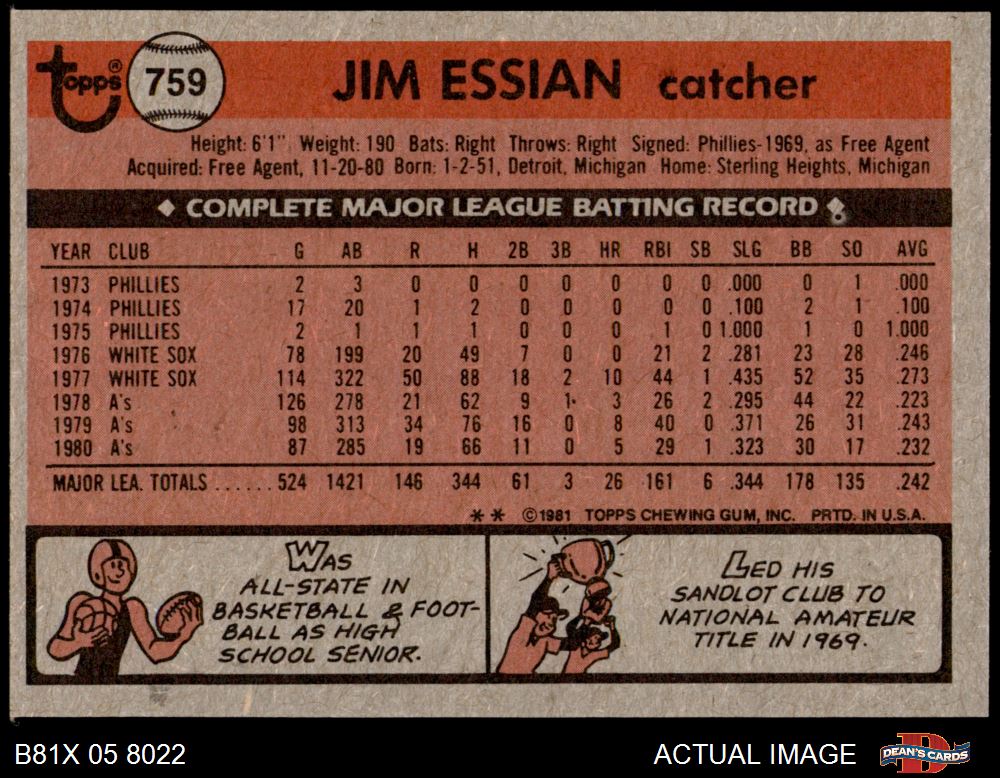 Topps® 759 JIM ESSIAN catcher
Height: 6'1" Weight: 190 Bats: Right Throws: Right Signed: Phillies-1969, as Free Agent
Acquired: Free Agent, 11-20-80 Born: 1-2-51, Detroit, Michigan Home: Sterling Heights, Michigan
◆ COMPLETE MAJOR LEAGUE BATTING RECORD ◆
YEAR CLUB G AB R H 2B 3B HR RBI SB SLG BB SO AVG
1973 PHILLIES 2 3 0 0 0 0 0 0 0 .000 0 1 .000
1974 PHILLIES 17 20 1 2 0 0 0 0 0 .100 2 1 .100
1975 PHILLIES 2 1 1 1 0 0 0 1 0 1.000 1 0 1.000
1976 WHITE SOX 78 199 20 49 7 0 0 21 2 .281 23 28 .246
1977 WHITE SOX 114 322 50 88 18 2 10 44 1 .435 52 35 .273
1978 A's 126 278 21 62 9 1 3 26 2 .295 44 22 .223
1979 A's 98 313 34 76 16 0 8 40 0 .371 26 31 .243
1980 A's 87 285 19 66 11 0 5 29 1 .323 30 17 .232
MAJOR LEA. TOTALS ......524 1421 146 344 61 3 26 161 6 .344 178 135 .242
** ©1981 TOPPS CHEWING GUM, INC. PRTD. IN U.S.A.
WAS
ALL-STATE IN
BASKETBALL & FOOT-
BALL AS HIGH
SCHOOL SENIOR.
LED HIS
SANDLOT CLUB TO
NATIONAL AMATEUR
TITLE IN 1969.
B81X 05 8022 ACTUAL IMAGE DEAN'S CARDS